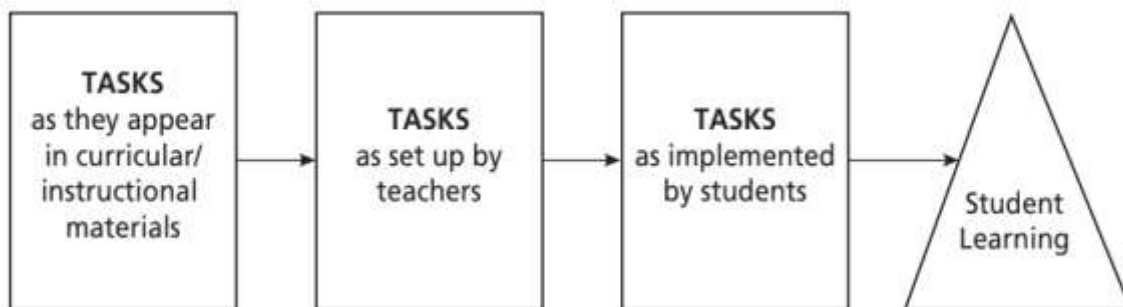 TASKS
as they appear
in curricular/
instructional
materials
TASKS
as set up by
teachers
TASKS
as implemented
by students
Student
Learning